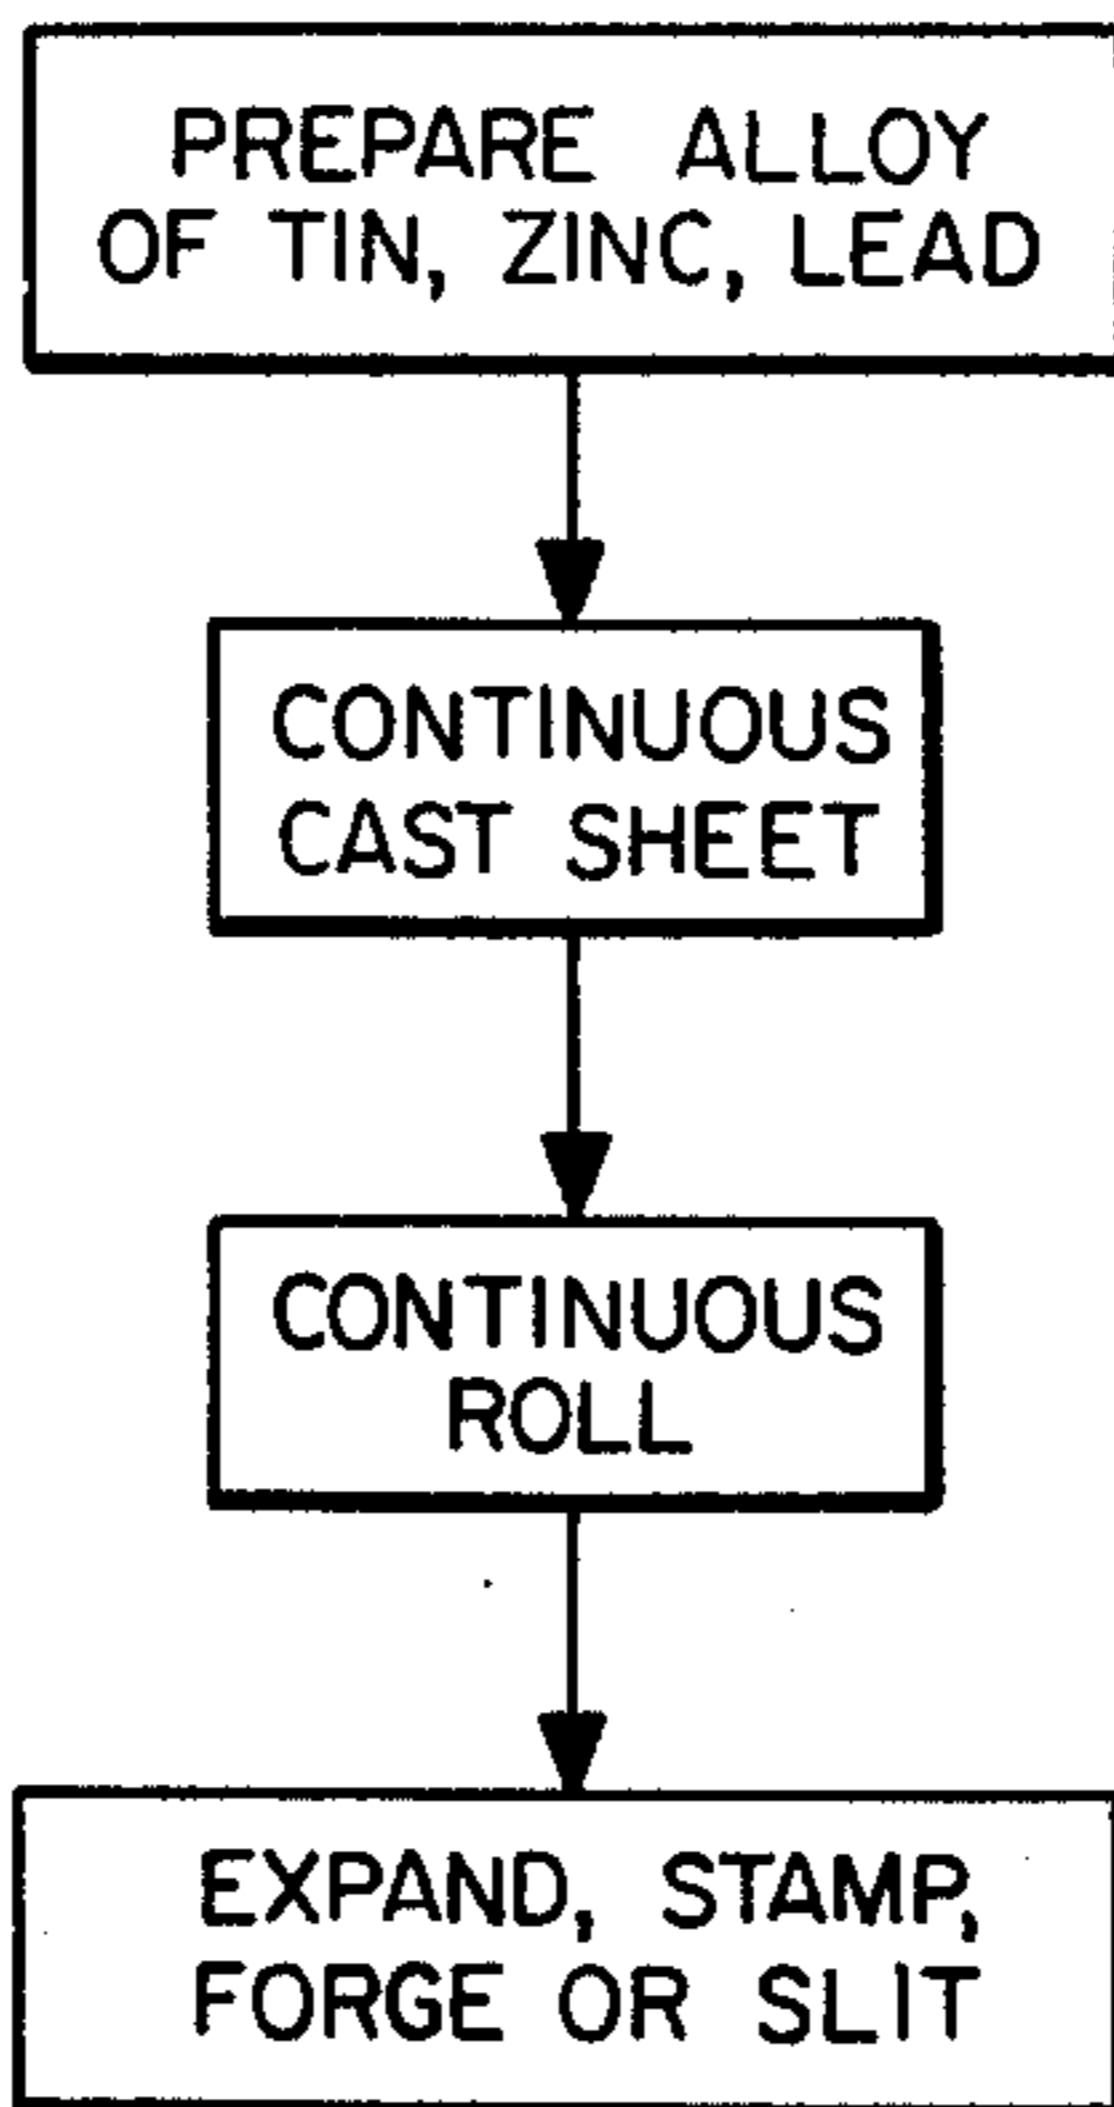 PREPARE ALLOY
OF TIN, ZINC, LEAD
CONTINUOUS
CAST SHEET
CONTINUOUS
ROLL
EXPAND, STAMP,
FORGE OR SLIT